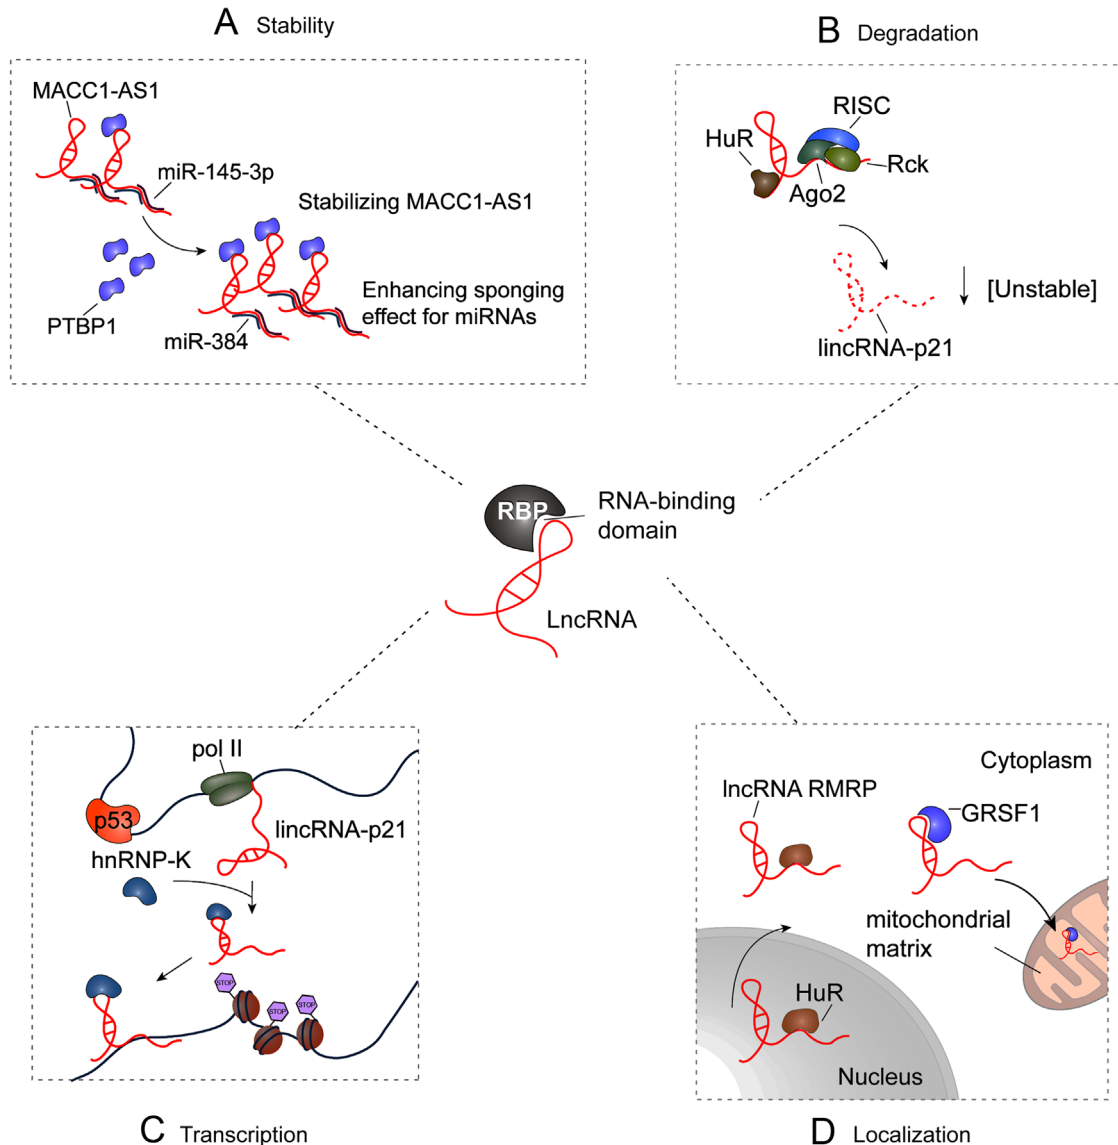 A Stability
MACC1-AS1
miR-145-3p
Stabilizing MACC1-AS1
PTBP1
Enhancing sponging
effect for miRNAs
miR-384
B Degradation
RISC
HuR
Rck
Ago2
[Unstable]
lincRNA-p21
RBP
RNA-binding
domain
LncRNA
pol II
p53
lincRNA-p21
hnRNP-K
STOP
STOP
STOP
C Transcription
Cytoplasm
lncRNA RMRP
GRSF1
mitochondrial
matrix
HuR
Nucleus
D Localization